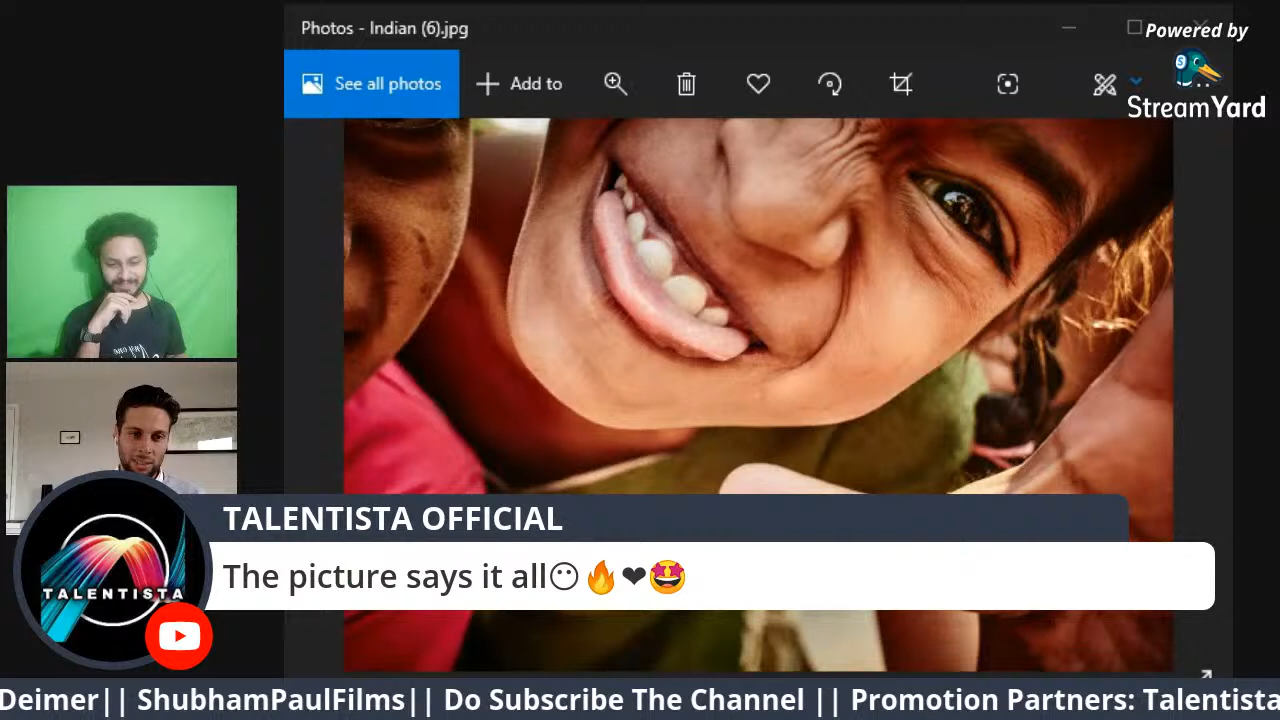 Photos - Indian (6).jpg
Powered by
See all photos
Add to
S
StreamYard
TALENTISTA OFFICIAL
The picture says it all😶🔥❤🤩
TALENTISTA
Deimer|| ShubhamPaulFilms|| Do Subscribe The Channel || Promotion Partners: Talentista